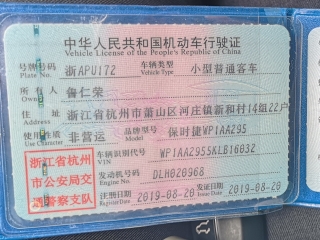 中华人民共和国机动车行驶证
Vehicle License of the People's Republic of China
号牌号码 浙APU172 车辆类型 小型普通客车
Plate No. Vehicle Type
所有人 鲁仁荣
Owner
住址 浙江省杭州市萧山区河庄镇新和村14组22户
Address
使用性质 非营运 品牌型号 保时捷WP1AA295
Use Character Model
浙江省杭州市公安局交通警察支队
车辆识别代号 WP1AA2955KLB1603Z
VIN
发动机号码 DLH020968
Engine No.
注册日期 2019-08-20 发证日期 2019-08-20
Register Date Issue Date